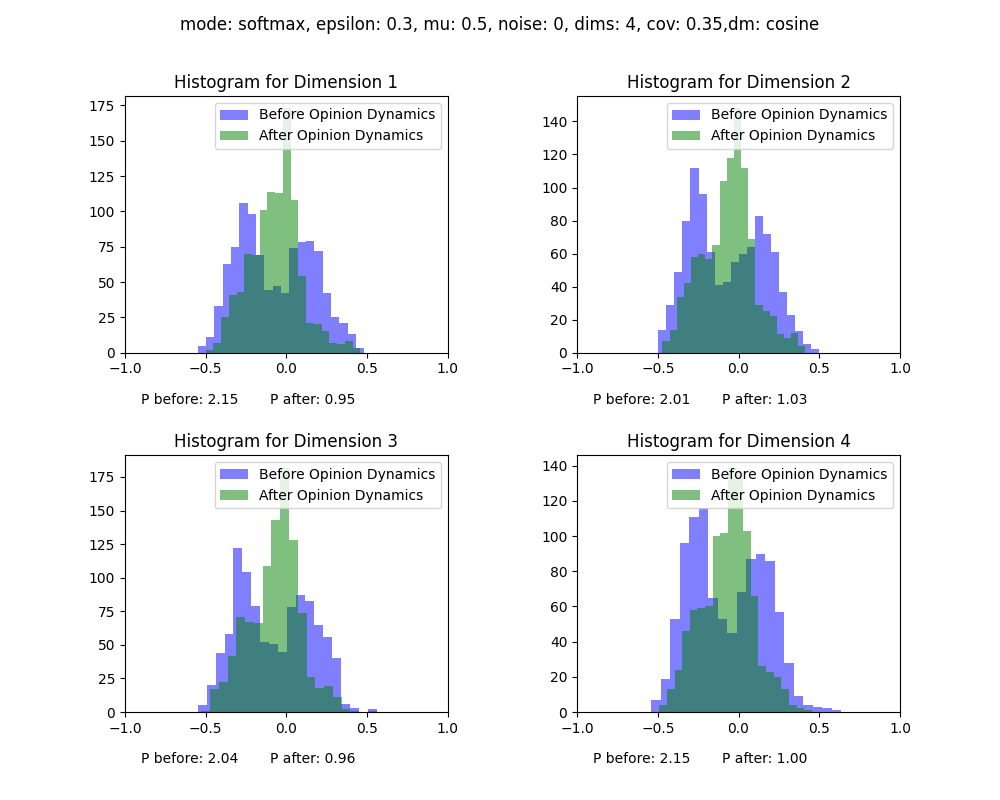 mode: softmax, epsilon: 0.3, mu: 0.5, noise: 0, dims: 4, cov: 0.35,dm: cosine
Histogram for Dimension 1
Before Opinion Dynamics
After Opinion Dynamics
175
150
125
100
75
50
25
0
−1.0 −0.5 0.0 0.5 1.0
P before: 2.15 P after: 0.95
Histogram for Dimension 2
Before Opinion Dynamics
After Opinion Dynamics
140
120
100
80
60
40
20
0
−1.0 −0.5 0.0 0.5 1.0
P before: 2.01 P after: 1.03
Histogram for Dimension 3
Before Opinion Dynamics
After Opinion Dynamics
175
150
125
100
75
50
25
0
−1.0 −0.5 0.0 0.5 1.0
P before: 2.04 P after: 0.96
Histogram for Dimension 4
Before Opinion Dynamics
After Opinion Dynamics
140
120
100
80
60
40
20
0
−1.0 −0.5 0.0 0.5 1.0
P before: 2.15 P after: 1.00